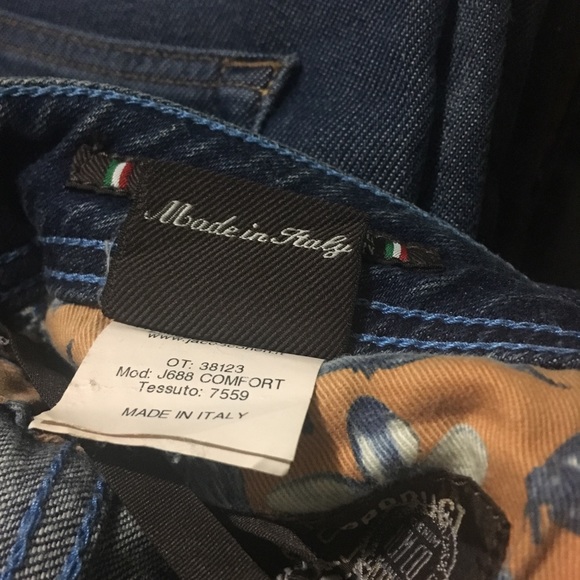 Made in Italy
OT: 38123
Mod: J688 COMFORT
Tessuto: 7559
MADE IN ITALY